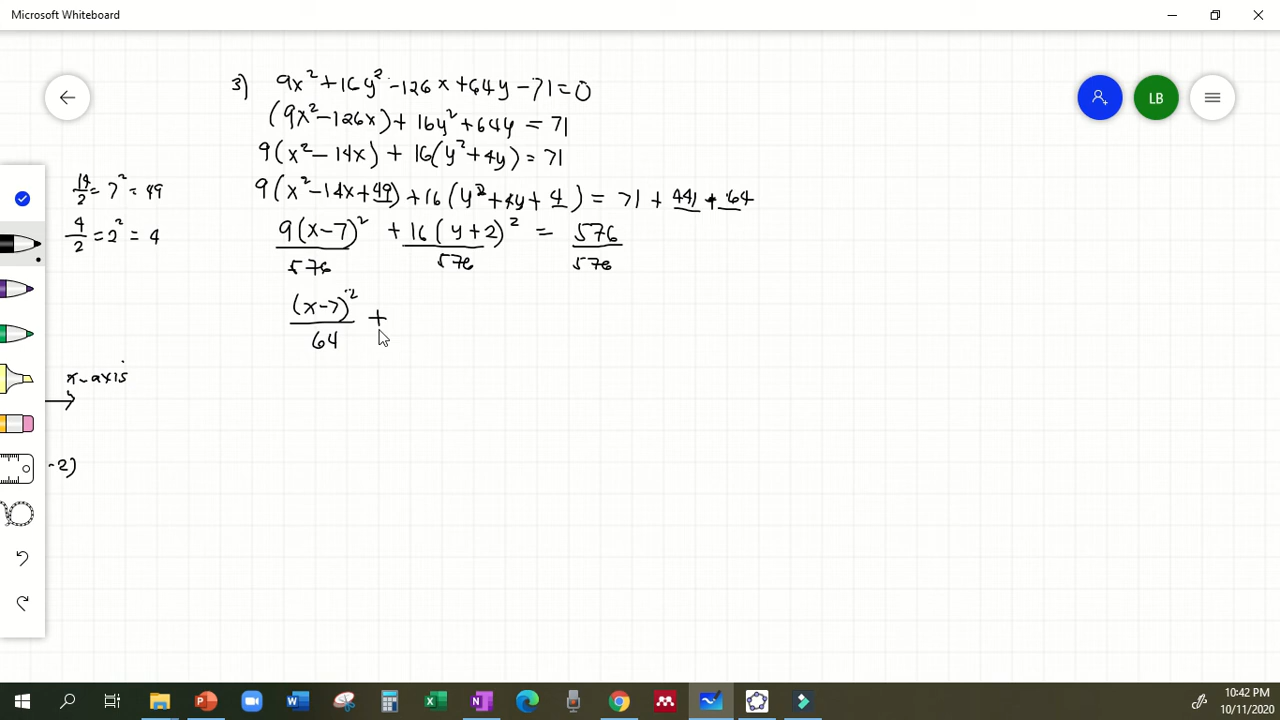 Microsoft Whiteboard
LB
3) 9x² + 16y² - 126x + 64y - 71 = 0
(9x² - 126x) + 16y² + 64y = 71
9(x² - 14x) + 16(y² + 4y) = 71
9(x² - 14x + 49) + 16(y² + 4y + 4) = 71 + 441 + 64
9(x-7)²/576 + 16(y+2)²/576 = 576/576
(x-7)²/64 +
14/2 = 7² = 49
4/2 = 2² = 4
x-axis
-2)
10:42 PM
10/11/2020